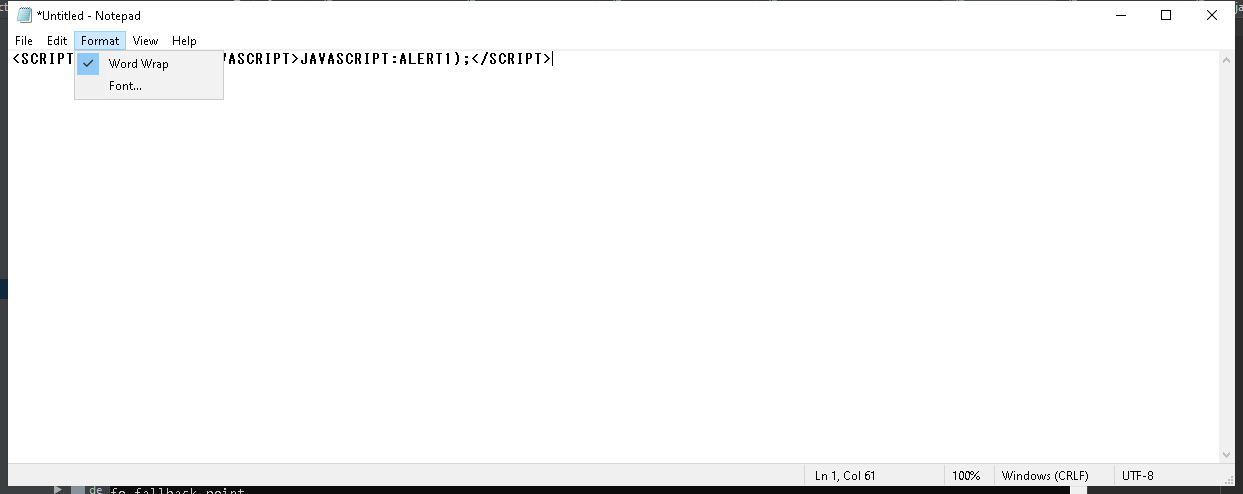 *Untitled - Notepad
File Edit Format View Help
<SCRIPT VASCRIPT>JAVASCRIPT:ALERT1);</SCRIPT>
Word Wrap
Font...
Ln 1, Col 61 100% Windows (CRLF) UTF-8
de fo fallback point